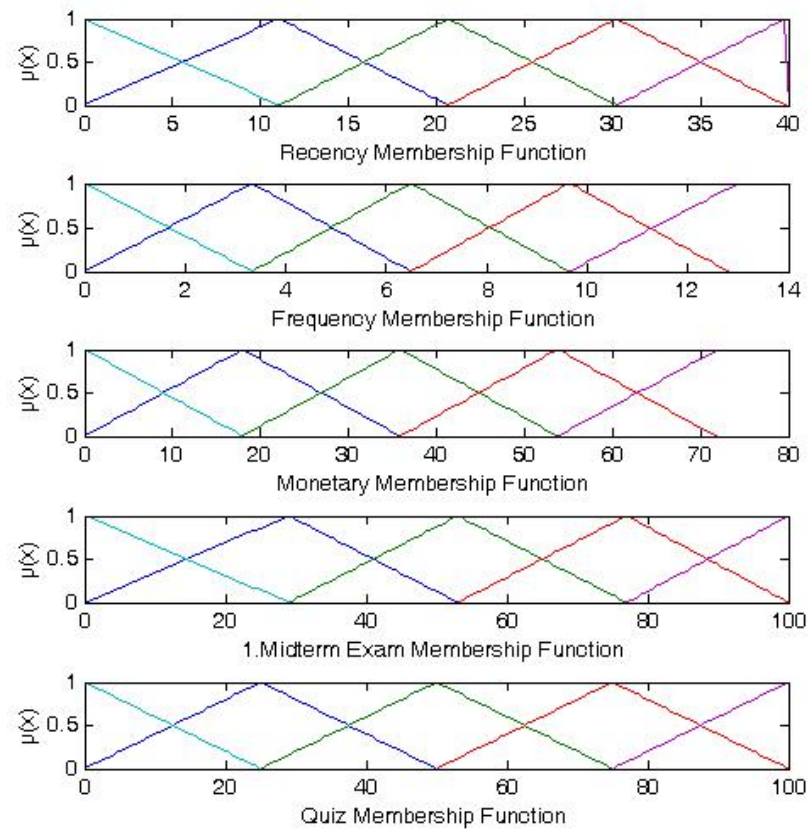 1
μ(x) 0.5
0
0 5 10 15 20 25 30 35 40
Recency Membership Function
1
μ(x) 0.5
0
0 2 4 6 8 10 12 14
Frequency Membership Function
1
μ(x) 0.5
0
0 10 20 30 40 50 60 70 80
Monetary Membership Function
1
μ(x) 0.5
0
0 20 40 60 80 100
1.Midterm Exam Membership Function
1
μ(x) 0.5
0
0 20 40 60 80 100
Quiz Membership Function